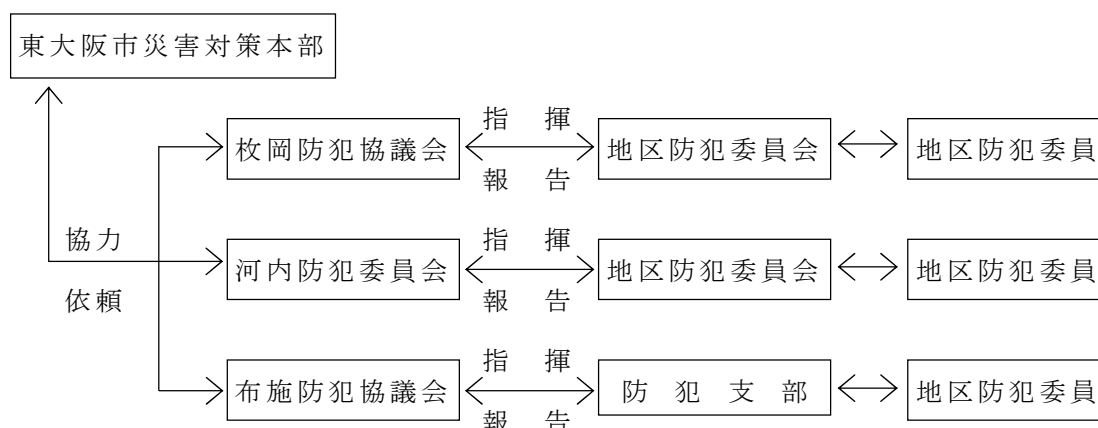 東大阪市災害対策本部
指揮
枚岡防犯協議会 地区防犯委員会 地区防犯委員
報告
協力
指揮
河内防犯委員会 地区防犯委員会 地区防犯委員
依頼
報告
指揮
布施防犯協議会 防犯支部 地区防犯委員
報告